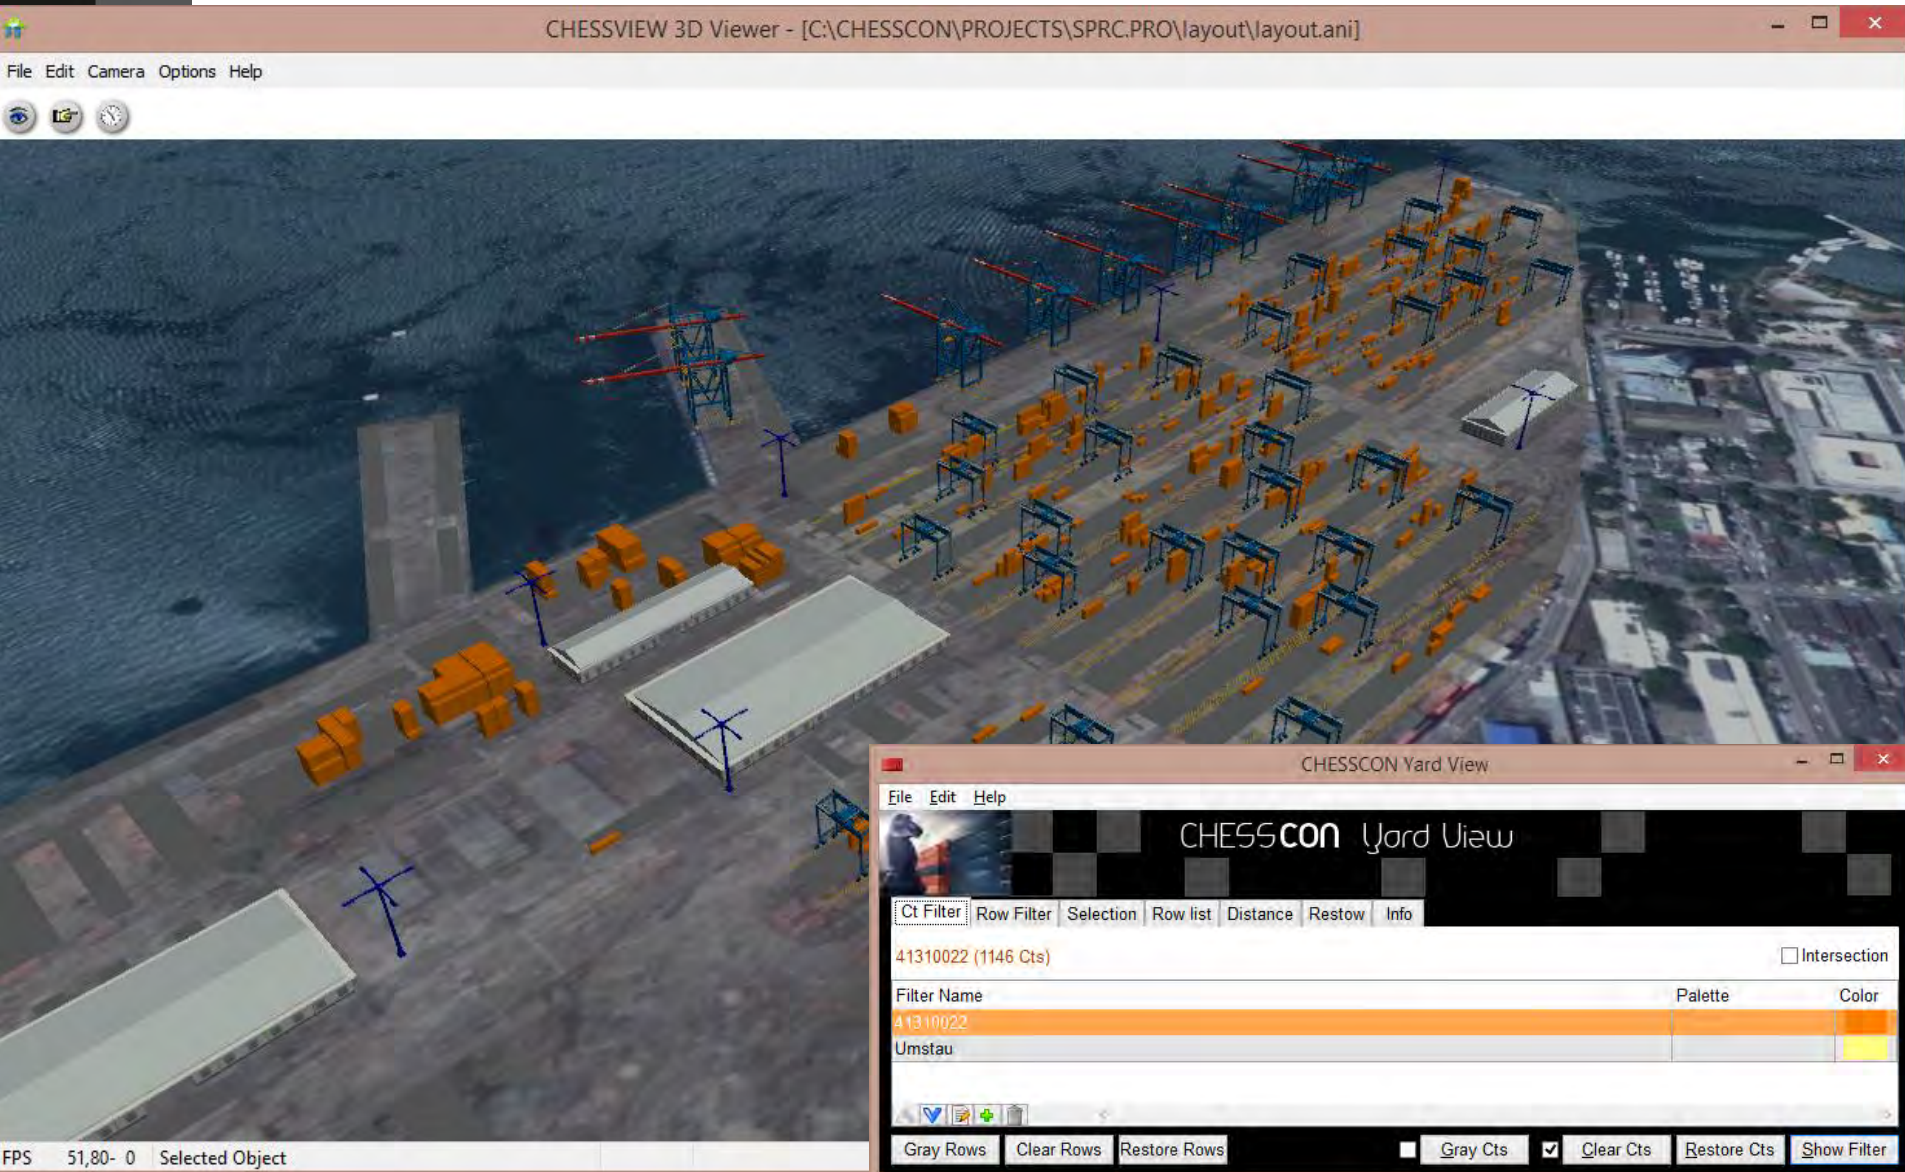 CHESSVIEW 3D Viewer - [C:\CHESSCON\PROJECTS\SPRC.PRO\layout\layout.ani]
File Edit Camera Options Help
CHESSCON Yard View
File Edit Help
CHESSCON Yard View
Ct Filter Row Filter Selection Row list Distance Restow Info
41310022 (1146 Cts) Intersection
Filter Name Palette Color
41310022
Umstau
Gray Rows Clear Rows Restore Rows Gray Cts Clear Cts Restore Cts Show Filter
FPS 51,80- 0 Selected Object